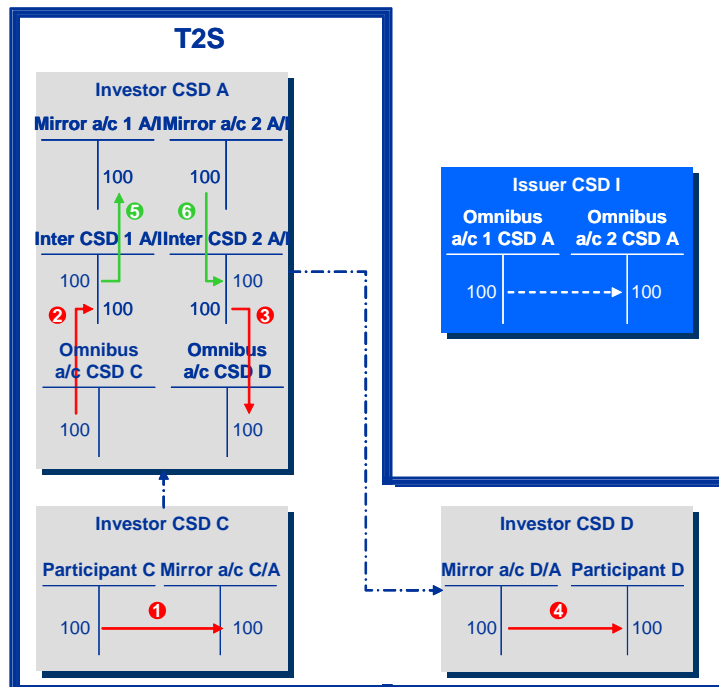 T2S
Investor CSD A
Mirror a/c 1 A/I Mirror a/c 2 A/I
100 100
5 6
Inter CSD 1 A/I Inter CSD 2 A/I
100 100
100 100
2 3
Omnibus
a/c CSD C
Omnibus
a/c CSD D
100 100
Issuer CSD I
Omnibus
a/c 1 CSD A
Omnibus
a/c 2 CSD A
100 100
Investor CSD C
Participant C Mirror a/c C/A
1
100 100
Investor CSD D
Mirror a/c D/A Participant D
4
100 100